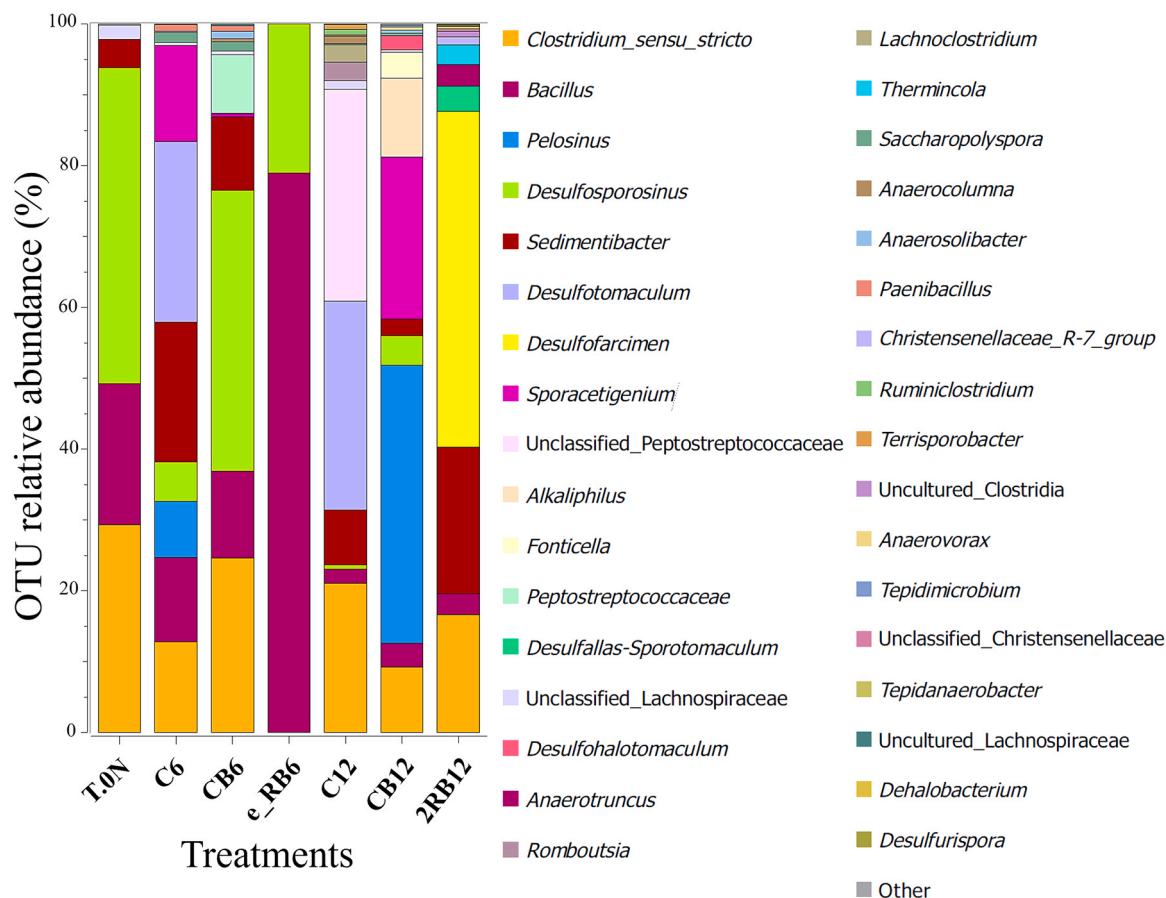 OTU relative abundance (%)
100
80
60
40
20
0
T.0N
C6
CB6
e_RB6
C12
CB12
2RB12
Treatments
Clostridium_sensu_stricto
Bacillus
Pelosinus
Desulfosporosinus
Sedimentibacter
Desulfotomaculum
Desulfofarcimen
Sporacetigenium
Unclassified_Peptostreptococcaceae
Alkaliphilus
Fonticella
Peptostreptococcaceae
Desulfallas-Sporotomaculum
Unclassified_Lachnospiraceae
Desulfohalotomaculum
Anaerotruncus
Romboutsia
Lachnoclostridium
Thermincola
Saccharopolyspora
Anaerocolumna
Anaerosolibacter
Paenibacillus
Christensenellaceae_R-7_group
Ruminiclostridium
Terrisporobacter
Uncultured_Clostridia
Anaerovorax
Tepidimicrobium
Unclassified_Christensenellaceae
Tepidanaerobacter
Uncultured_Lachnospiraceae
Dehalobacterium
Desulfurispora
Other